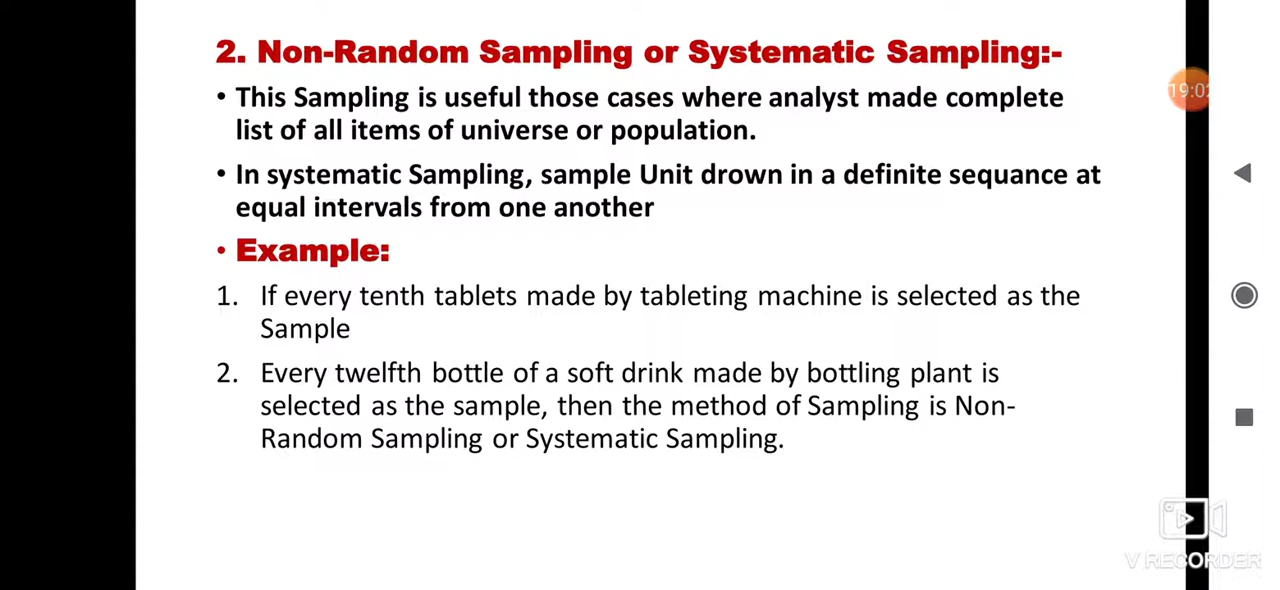 2. Non-Random Sampling or Systematic Sampling:-
• This Sampling is useful those cases where analyst made complete
list of all items of universe or population.
• In systematic Sampling, sample Unit drown in a definite sequance at
equal intervals from one another
• Example:
1. If every tenth tablets made by tableting machine is selected as the
Sample
2. Every twelfth bottle of a soft drink made by bottling plant is
selected as the sample, then the method of Sampling is Non-
Random Sampling or Systematic Sampling.
19:02
V RECORDER